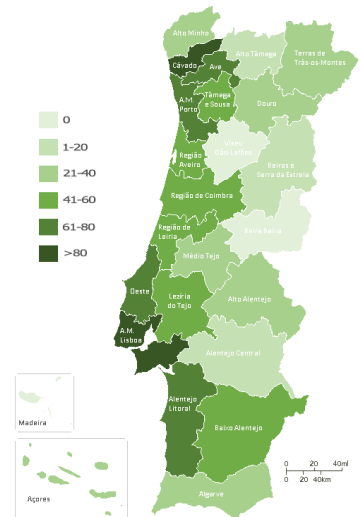 Alto Minho
Alto Tâmega
Terras de
Trás-os-Montes
Cávado
Ave
A.M.
Porto
Tâmega
e Sousa
Douro
Viseu
Dão Lafões
Região
Aveiro
Beiras e
Serra da Estrela
Região de Coimbra
Região de
Leiria
Beira Baixa
Médio Tejo
Oeste
Lezíria
do Tejo
Alto Alentejo
A.M.
Lisboa
Alentejo Central
Alentejo
Litoral
Baixo Alentejo
Algarve
0
1-20
21-40
41-60
61-80
>80
Madeira
Açores
0 20 40ml
0 20 40km